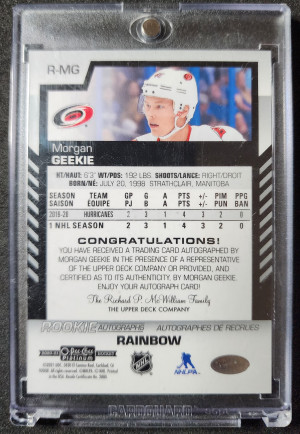 R-MG
Morgan
GEEKIE
HT/HAUT: 6'3" WT/PDS: 192 LBS. SHOOTS/LANCE: RIGHT/DROIT
BORN/NÉ: JULY 20, 1998 STRATHCLAIR, MANITOBA
SEASON TEAM GP G A PTS +/- PIM PPG
SAISON ÉQUIPE PJ B A PTS +/- PUN BAN
2019-20 HURRICANES 2 3 1 4 3 2 0
1 NHL SEASON 2 3 1 4 3 2 0
CONGRATULATIONS!
YOU HAVE RECEIVED A TRADING CARD AUTOGRAPHED BY
MORGAN GEEKIE IN THE PRESENCE OF A REPRESENTATIVE
OF THE UPPER DECK COMPANY OR PROVIDED, AND
CERTIFIED AS TO ITS AUTHENTICITY, BY MORGAN GEEKIE.
ENJOY YOUR AUTOGRAPH CARD!
The Richard P. McWilliam Family
THE UPPER DECK COMPANY
ROOKIE AUTOGRAPHS AUTOGRAPHES DE RECRUES
RAINBOW
O-Pee-Chee
Platinum
NHL
NHLPA
CARDGUARD